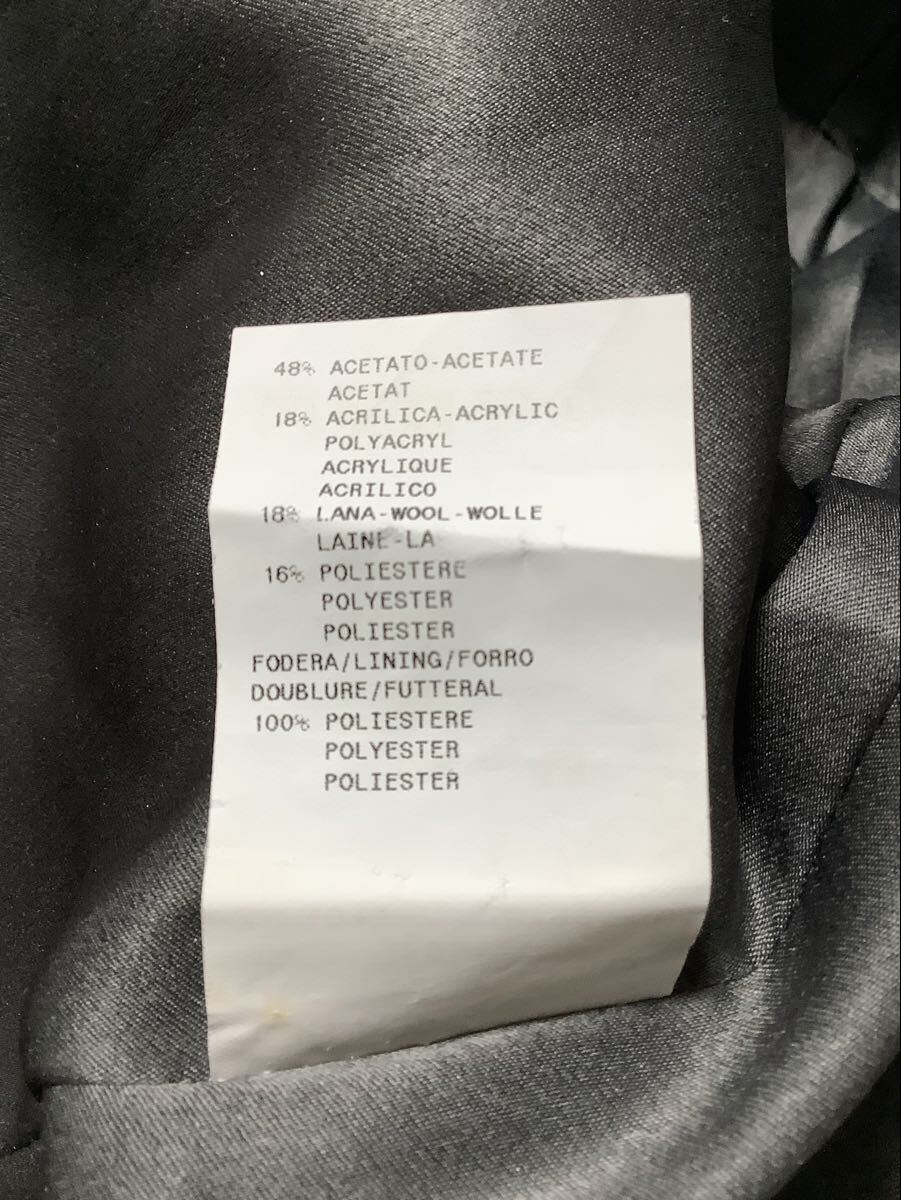 48% ACETATO-ACETATE
ACETAT
18% ACRILICA-ACRYLIC
POLYACRYL
ACRYLIQUE
ACRILICO
18% LANA-WOOL-WOLLE
LAINE-LA
16% POLIESTERE
POLYESTER
POLIESTER
FODERA/LINING/FORRO
DOUBLURE/FUTTERAL
100% POLIESTERE
POLYESTER
POLIESTER